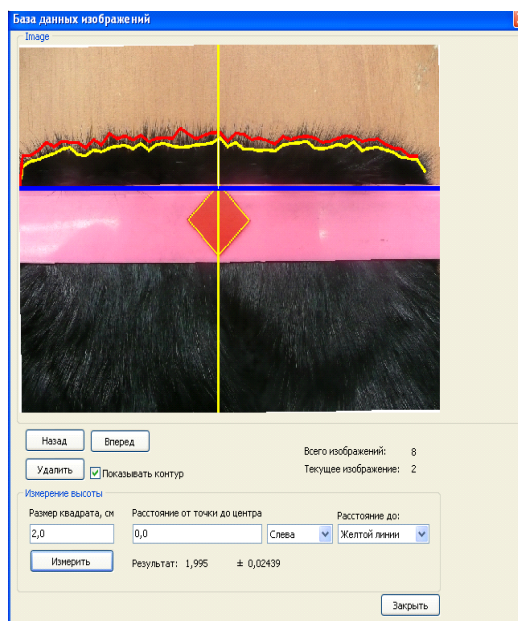 База данных изображений
Image
Назад Вперед
Всего изображений: 8
Удалить Показывать контур Текущее изображение: 2
Измерение высоты
Размер квадрата, см Расстояние от точки до центра Расстояние до:
2,0 0,0 Слева Желтой линии
Измерить Результат: 1,995 ± 0,02439
Закрыть